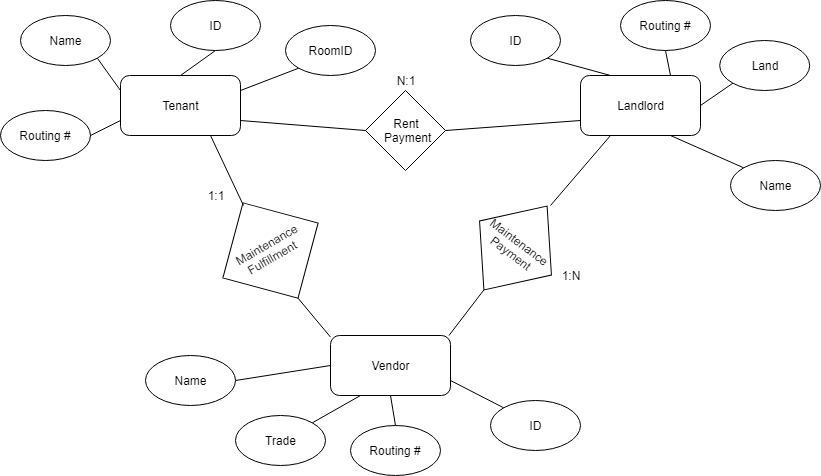 ID
Routing #
Name
ID
RoomID
Land
N:1
Tenant
Landlord
Rent
Payment
Routing #
Name
1:1
Maintenance
Fulfillment
Maintenance
Payment
1:N
Vendor
Name
Trade
Routing #
ID